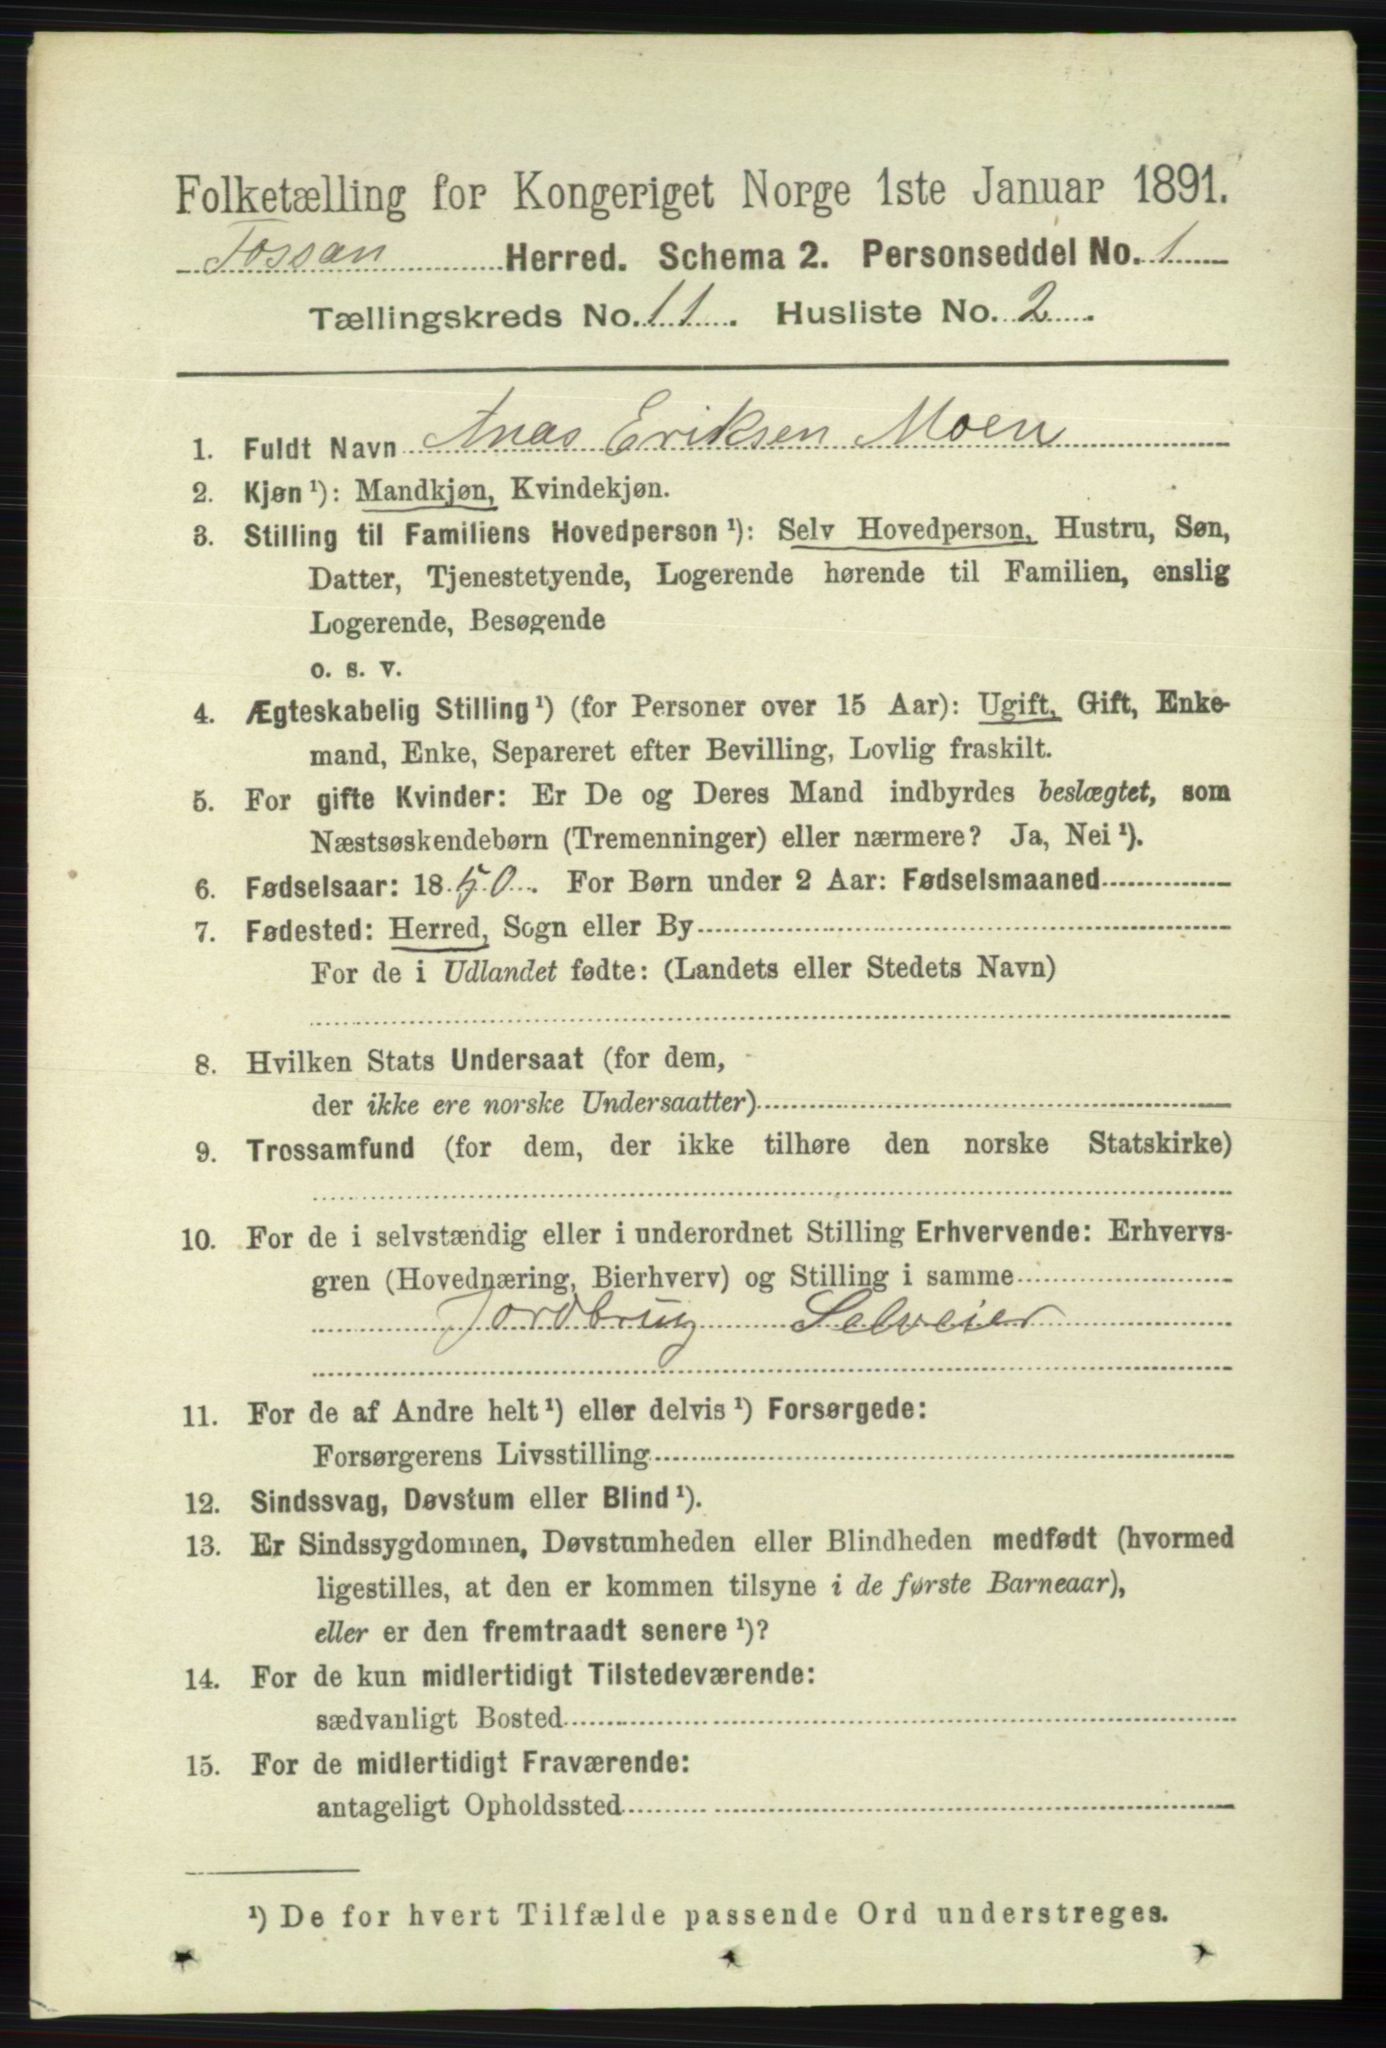 Folketælling for Kongeriget Norge 1ste Januar 1891.
Fossan Herred. Schema 2. Personseddel No. 1
Tællingskreds No. 11. Husliste No. 2.
1. Fuldt Navn Anas Eriksen Moen
2. Kjøn ¹): Mandkjøn, Kvindekjøn.
3. Stilling til Familiens Hovedperson ¹): Selv Hovedperson, Hustru, Søn,
Datter, Tjenestetyende, Logerende hørende til Familien, enslig
Logerende, Besøgende
o. s. v.
4. Ægteskabelig Stilling ¹) (for Personer over 15 Aar): Ugift, Gift, Enke-
mand, Enke, Separeret efter Bevilling, Lovlig fraskilt.
5. For gifte Kvinder: Er De og Deres Mand indbyrdes beslægtet, som
Næstsøskendebørn (Tremenninger) eller nærmere? Ja, Nei ¹).
6. Fødselsaar: 1850. For Børn under 2 Aar: Fødselsmaaned
7. Fødested: Herred, Sogn eller By
For de i Udlandet fødte: (Landets eller Stedets Navn)
8. Hvilken Stats Undersaat (for dem,
der ikke ere norske Undersaatter)
9. Trossamfund (for dem, der ikke tilhøre den norske Statskirke)
10. For de i selvstændig eller i underordnet Stilling Erhvervende: Erhvervs-
gren (Hovednæring, Bierhverv) og Stilling i samme
Jordbrug Selveier
11. For de af Andre helt ¹) eller delvis ¹) Forsørgede:
Forsørgerens Livsstilling
12. Sindssvag, Døvstum eller Blind ¹).
13. Er Sindssygdommen, Døvstumheden eller Blindheden medfødt (hvormed
ligestilles, at den er kommen tilsyne i de første Barneaar),
eller er den fremtraadt senere ¹)?
14. For de kun midlertidigt Tilstedeværende:
sædvanligt Bosted
15. For de midlertidigt Fraværende:
antageligt Opholdssted
¹) De for hvert Tilfælde passende Ord understreges.